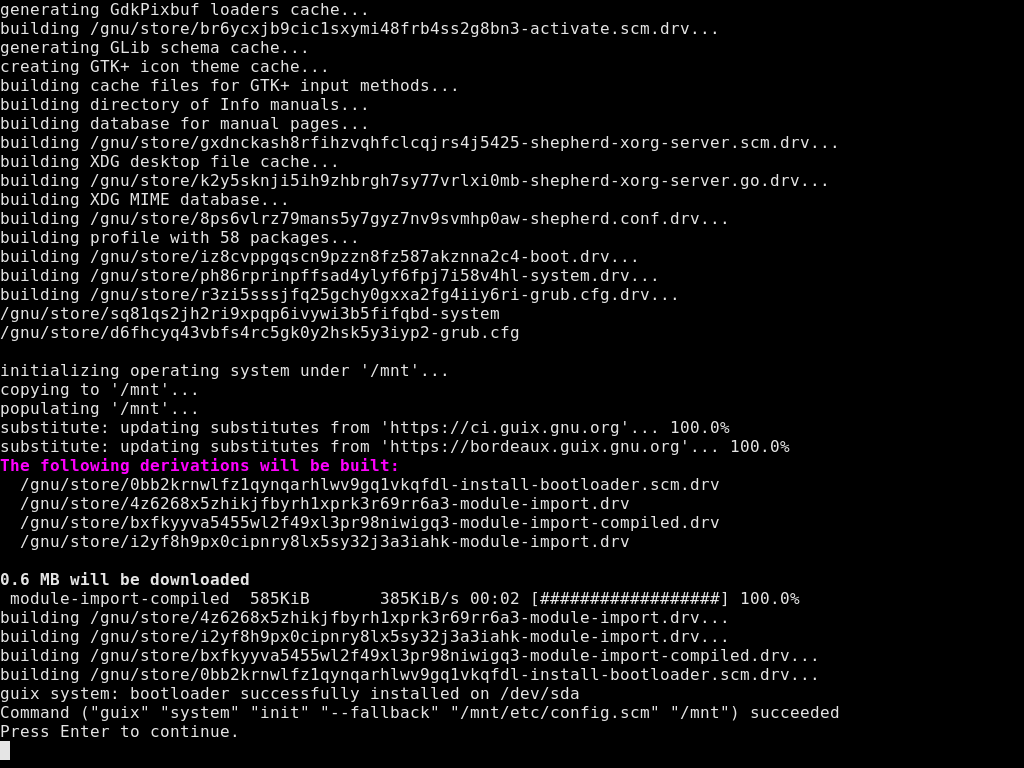 generating GdkPixbuf loaders cache...
building /gnu/store/br6ycxjb9cic1sxymi48frb4ss2g8bn3-activate.scm.drv...
generating GLib schema cache...
creating GTK+ icon theme cache...
building cache files for GTK+ input methods...
building directory of Info manuals...
building database for manual pages...
building /gnu/store/gxdnckash8rfihzvqhfclcqjrs4j5425-shepherd-xorg-server.scm.drv...
building XDG desktop file cache...
building /gnu/store/k2y5sknji5ih9zhbrgh7sy77vrlxi0mb-shepherd-xorg-server.go.drv...
building XDG MIME database...
building /gnu/store/8ps6vlrz79mans5y7gyz7nv9svmhp0aw-shepherd.conf.drv...
building profile with 58 packages...
building /gnu/store/iz8cvppgqscn9pzzn8fz587akznna2c4-boot.drv...
building /gnu/store/ph86rprinpffsad4ylyf6fpj7i58v4hl-system.drv...
building /gnu/store/r3zi5sssjfq25gchy0gxxa2fg4iiy6ri-grub.cfg.drv...
/gnu/store/sq81qs2jh2ri9xpqp6ivywi3b5fifqbd-system
/gnu/store/d6fhcyq43vbfs4rc5gk0y2hsk5y3iyp2-grub.cfg
initializing operating system under '/mnt'...
copying to '/mnt'...
populating '/mnt'...
substitute: updating substitutes from 'https://ci.guix.gnu.org'... 100.0%
substitute: updating substitutes from 'https://bordeaux.guix.gnu.org'... 100.0%
The following derivations will be built:
  /gnu/store/0bb2krnwlfz1qynqarhlwv9gq1vkqfdl-install-bootloader.scm.drv
  /gnu/store/4z6268x5zhikjfbyrh1xprk3r69rr6a3-module-import.drv
  /gnu/store/bxfkyyva5455wl2f49xl3pr98niwigq3-module-import-compiled.drv
  /gnu/store/i2yf8h9px0cipnry8lx5sy32j3a3iahk-module-import.drv
0.6 MB will be downloaded
 module-import-compiled  585KiB       385KiB/s 00:02 [##################] 100.0%
building /gnu/store/4z6268x5zhikjfbyrh1xprk3r69rr6a3-module-import.drv...
building /gnu/store/i2yf8h9px0cipnry8lx5sy32j3a3iahk-module-import.drv...
building /gnu/store/bxfkyyva5455wl2f49xl3pr98niwigq3-module-import-compiled.drv...
building /gnu/store/0bb2krnwlfz1qynqarhlwv9gq1vkqfdl-install-bootloader.scm.drv...
guix system: bootloader successfully installed on /dev/sda
Command ("guix" "system" "init" "--fallback" "/mnt/etc/config.scm" "/mnt") succeeded
Press Enter to continue.